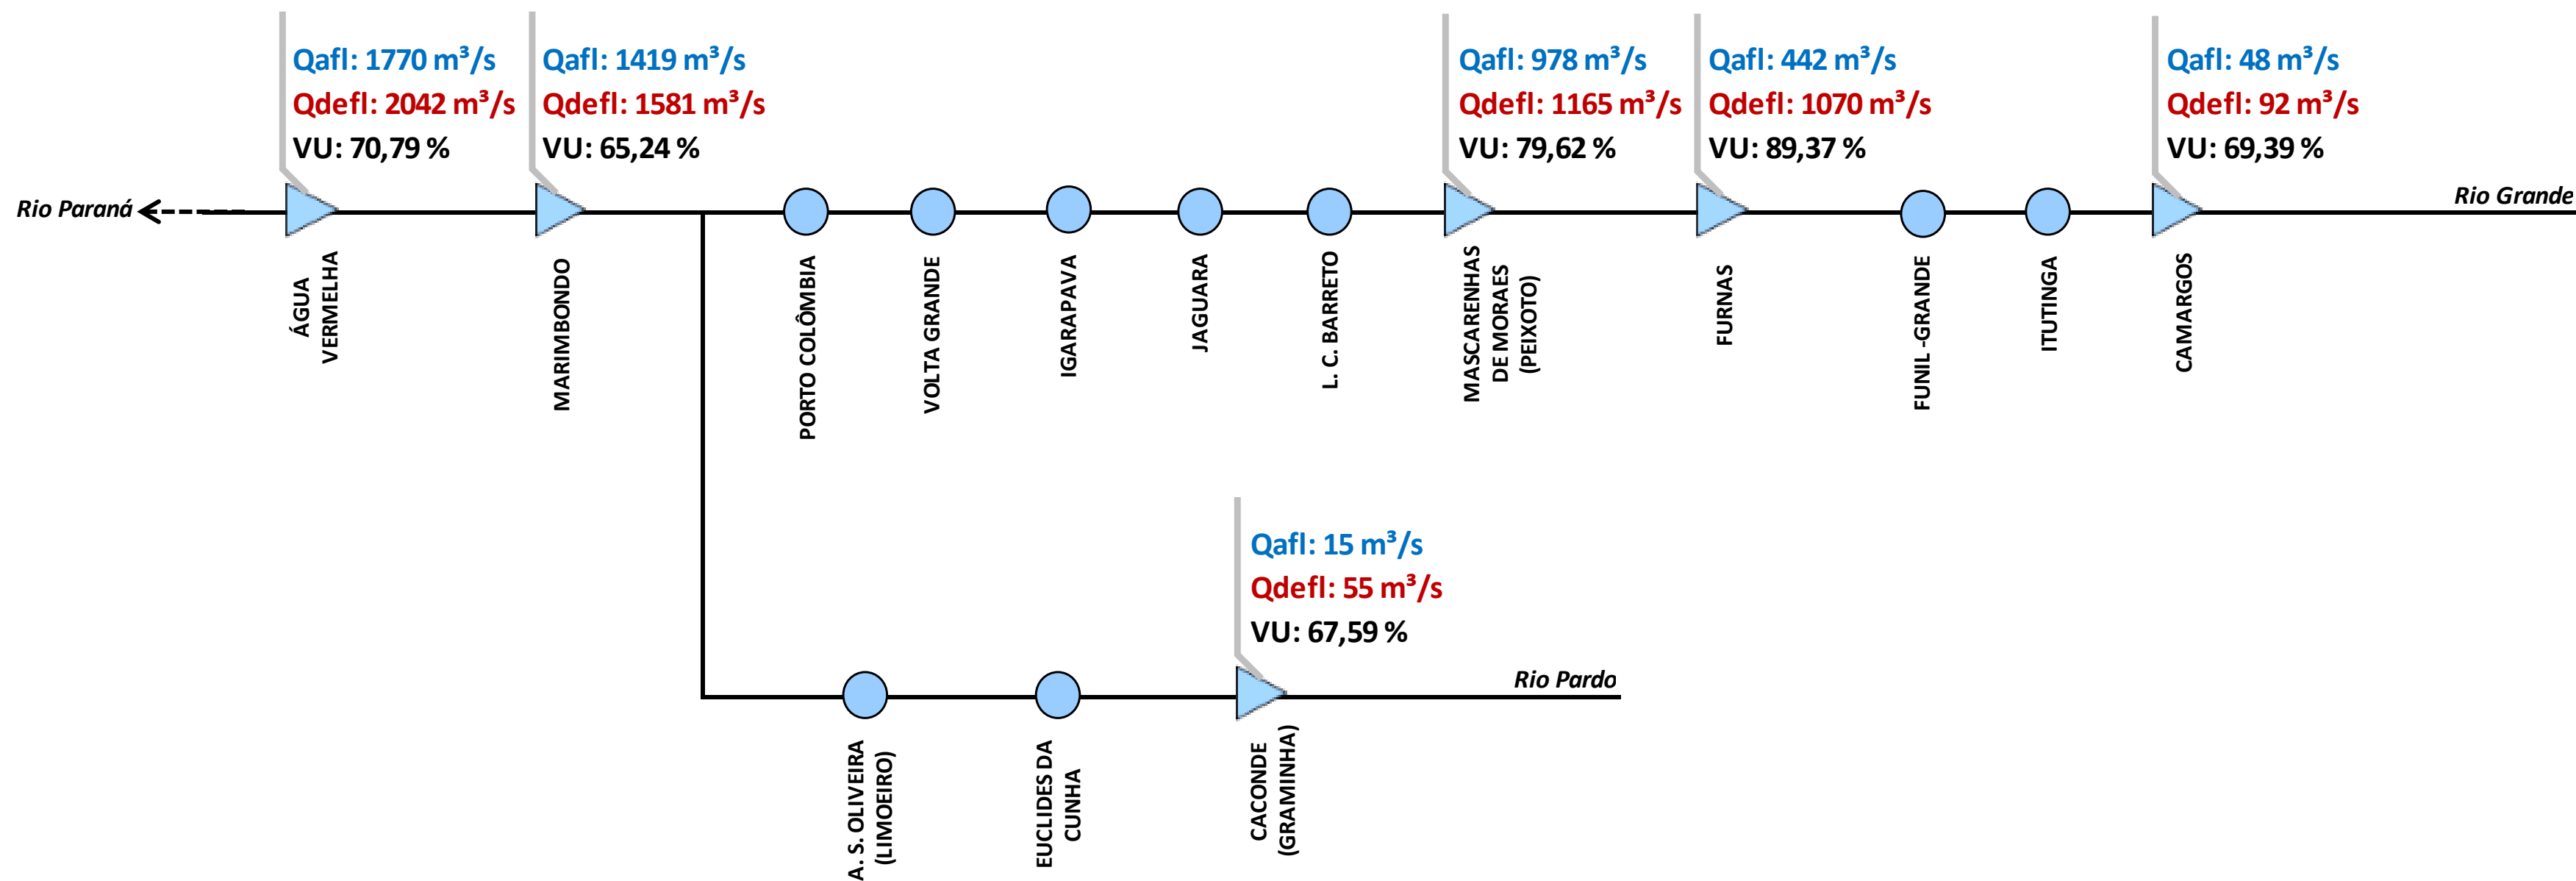 Qafl: 1770 m³/s
Qdefl: 2042 m³/s
VU: 70,79 %
Qafl: 1419 m³/s
Qdefl: 1581 m³/s
VU: 65,24 %
Qafl: 978 m³/s
Qdefl: 1165 m³/s
VU: 79,62 %
Qafl: 442 m³/s
Qdefl: 1070 m³/s
VU: 89,37 %
Qafl: 48 m³/s
Qdefl: 92 m³/s
VU: 69,39 %
Rio Paraná
Rio Grande
ÁGUA
VERMELHA
MARIMBONDO
PORTO COLÔMBIA
VOLTA GRANDE
IGARAPAVA
JAGUARA
L. C. BARRETO
MASCARENHAS
DE MORAES
(PEIXOTO)
FURNAS
FUNIL -GRANDE
ITUTINGA
CAMARGOS
Qafl: 15 m³/s
Qdefl: 55 m³/s
VU: 67,59 %
Rio Pardo
A. S. OLIVEIRA
(LIMOEIRO)
EUCLIDES DA
CUNHA
CACONDE
(GRAMINHA)